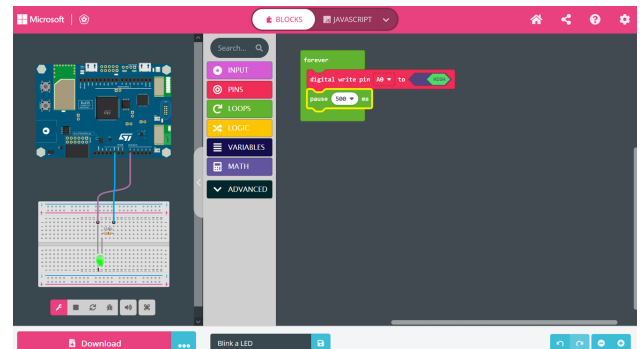 Microsoft
BLOCKS
JAVASCRIPT
Search...
INPUT
PINS
LOOPS
LOGIC
VARIABLES
MATH
ADVANCED
forever
digital write pin A0 to HIGH
pause 500 ms
Download
Blink a LED